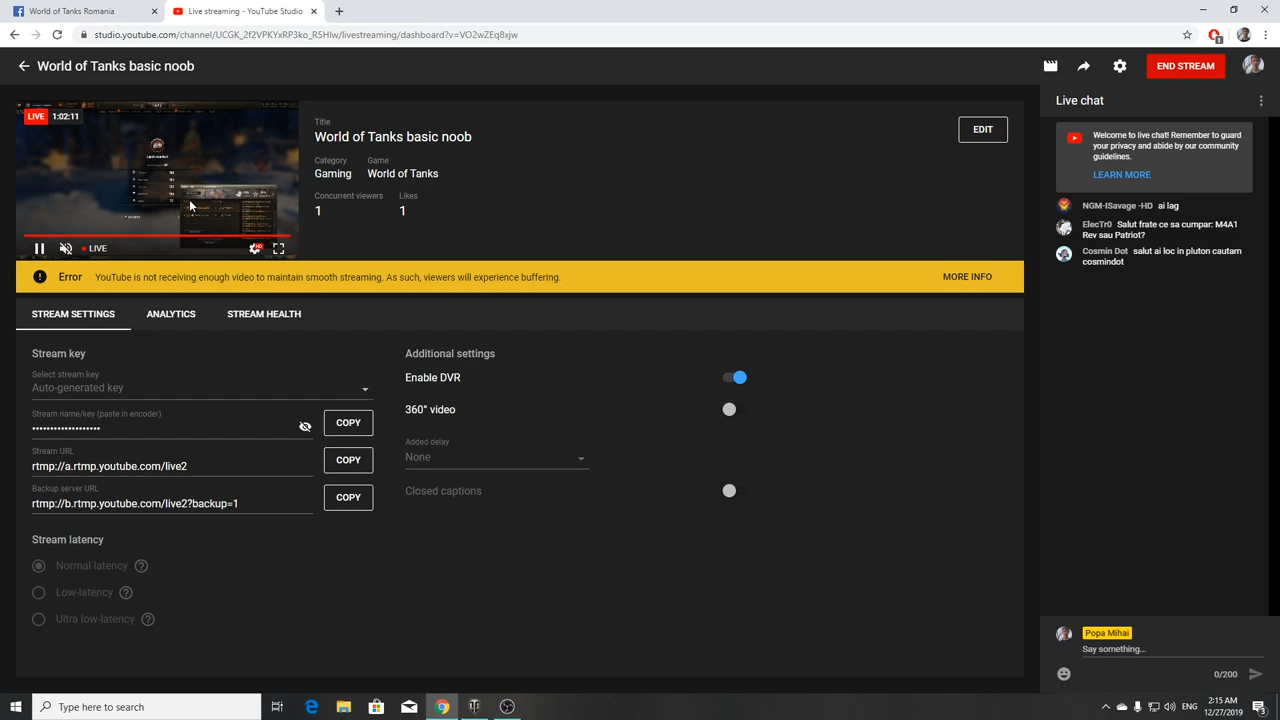 World of Tanks Romania
Live streaming - YouTube Studio
studio.youtube.com/channel/UCGK_2f2VPKYxRP3ko_R5HIw/livestreaming/dashboard?v=VO2wZEq8xjw
1
World of Tanks basic noob
END STREAM
LIVE 1:02:11
LIVE
HD
Title
World of Tanks basic noob
EDIT
Category Game
Gaming World of Tanks
Concurrent viewers Likes
1 1
Error YouTube is not receiving enough video to maintain smooth streaming. As such, viewers will experience buffering. MORE INFO
STREAM SETTINGS ANALYTICS STREAM HEALTH
Stream key
Select stream key
Auto-generated key
Stream name/key (paste in encoder)
••••••••••••••••••• COPY
Stream URL
rtmp://a.rtmp.youtube.com/live2 COPY
Backup server URL
rtmp://b.rtmp.youtube.com/live2?backup=1 COPY
Stream latency
Normal latency
Low-latency
Ultra low-latency
Additional settings
Enable DVR
360° video
Added delay
None
Closed captions
Live chat
Welcome to live chat! Remember to guard
your privacy and abide by our community
guidelines.
LEARN MORE
NGM-ISavage -HD ai lag
ElecTr0 Salut frate ce sa cumpar: M4A1
Rev sau Patriot?
Cosmin Dot salut ai loc in pluton cautam
cosmindot
Popa Mihai
Say something...
0/200
Type here to search
ENG
2:15 AM
12/27/2019
3